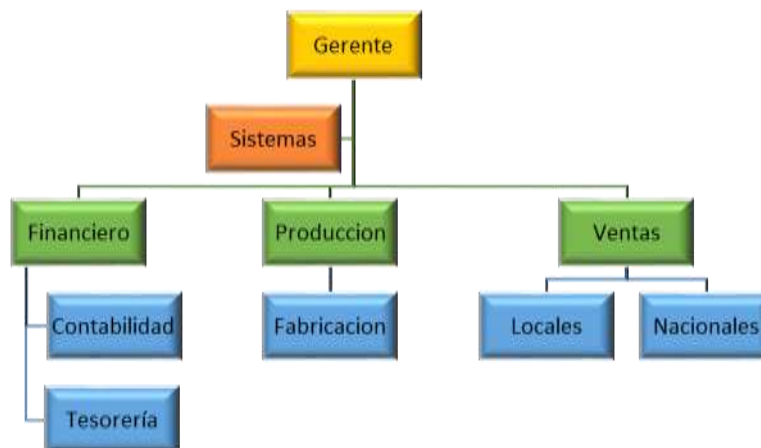 Gerente
Sistemas
Financiero
Produccion
Ventas
Contabilidad
Fabricacion
Locales
Nacionales
Tesorería